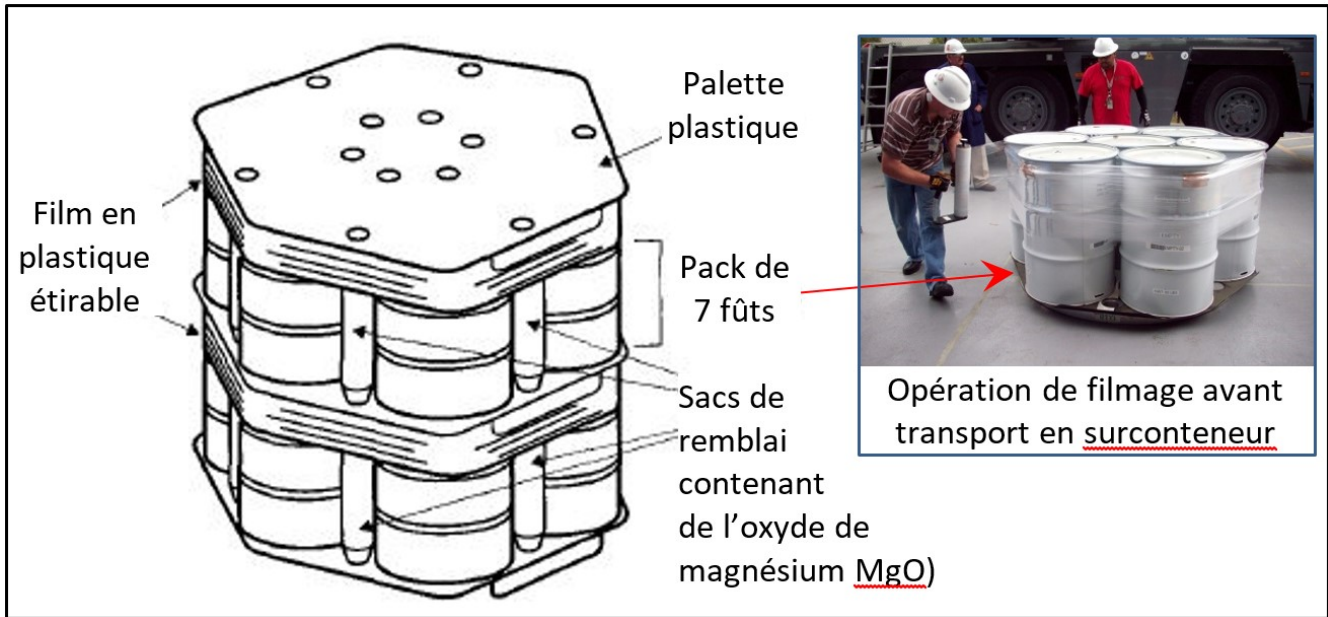 Palette
plastique
Film en
plastique
étirable
Pack de
7 fûts
Sacs de
remblai
contenant
de l’oxyde de
magnésium MgO)
Opération de filmage avant
transport en surconteneur